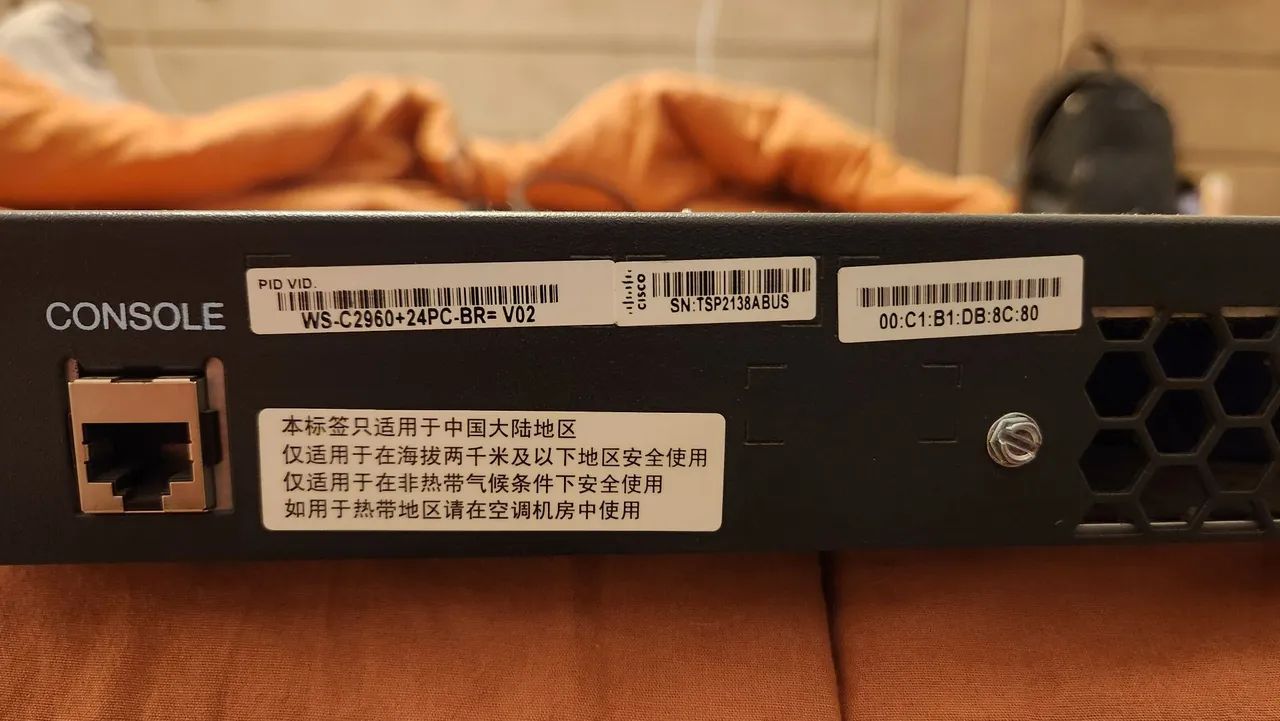 CONSOLE
PID VID.
WS-C2960+24PC-BR= V02
cisco
SN:TSP2138ABUS
00:C1:B1:DB:8C:80
本标签只适用于中国大陆地区
仅适用于在海拔两千米及以下地区安全使用
仅适用于在非热带气候条件下安全使用
如用于热带地区请在空调机房中使用